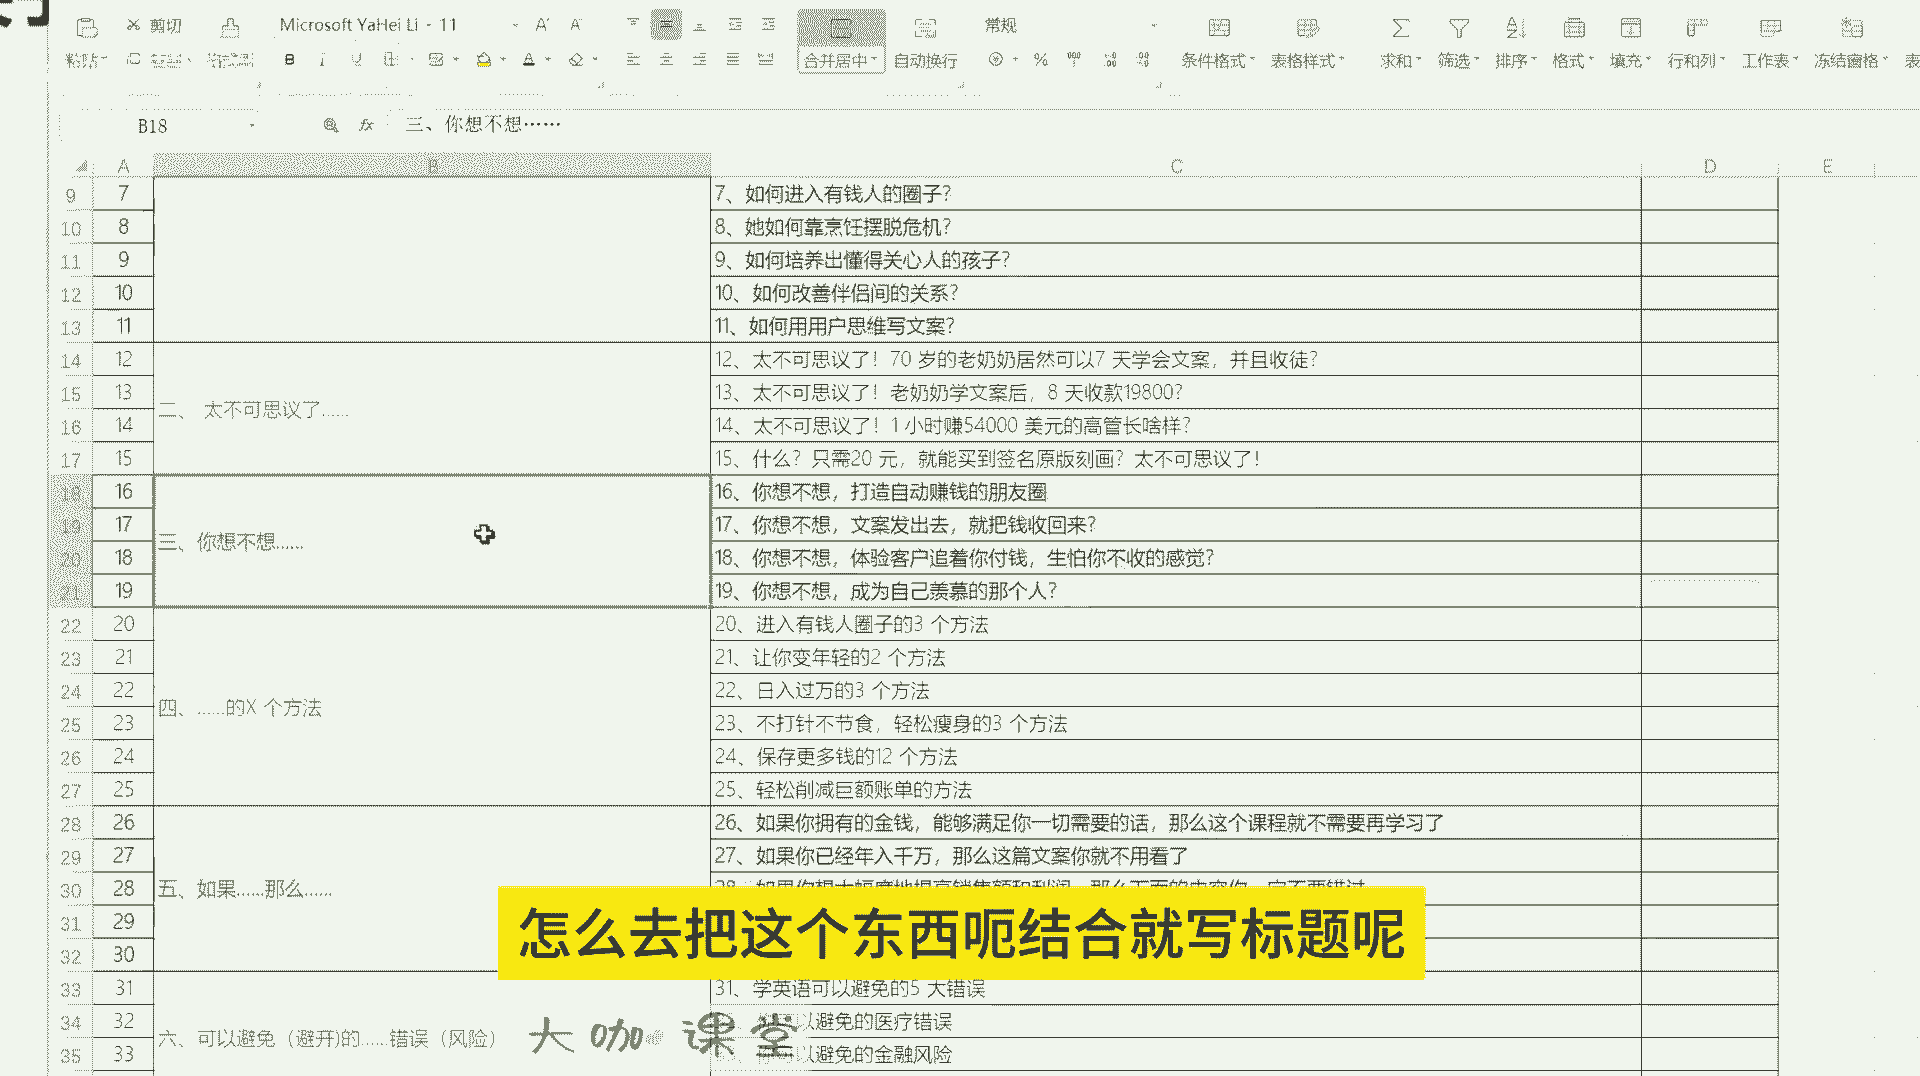 剪切 Microsoft YaHei Li - 11 A A 常规
粘贴 格式刷 B I U A 合并居中 自动换行 % 条件格式 表格样式 求和 筛选 排序 格式 填充 行和列 工作表 冻结窗格
B18 fx 三、你想不想……
A B C D E
9 7 7、如何进入有钱人的圈子?
10 8 8、她如何靠烹饪摆脱危机?
11 9 9、如何培养出懂得关心人的孩子?
12 10 10、如何改善伴侣间的关系?
13 11 11、如何用用户思维写文案?
14 12 12、太不可思议了！70 岁的老奶奶居然可以7 天学会文案，并且收徒?
15 13 二、 太不可思议了...... 13、太不可思议了！老奶奶学文案后，8 天收款19800?
16 14 14、太不可思议了！1 小时赚54000 美元的高管长啥样?
17 15 15、什么？只需20 元，就能买到签名原版刻画？太不可思议了！
18 16 16、你想不想，打造自动赚钱的朋友圈
19 17 三、你想不想...... 17、你想不想，文案发出去，就把钱收回来?
20 18 18、你想不想，体验客户追着你付钱，生怕你不收的感觉?
21 19 19、你想不想，成为自己羡慕的那个人?
22 20 20、进入有钱人圈子的3 个方法
23 21 21、让你变年轻的2 个方法
24 22 四、......的X 个方法 22、日入过万的3 个方法
25 23 23、不打针不节食，轻松瘦身的3 个方法
26 24 24、保存更多钱的12 个方法
27 25 25、轻松削减巨额账单的方法
28 26 26、如果你拥有的金钱，能够满足你一切需要的话，那么这个课程就不需要再学习了
29 27 27、如果你已经年入千万，那么这篇文案你就不用看了
30 28 五、如果......那么......
31 29
32 30
怎么去把这个东西呃结合就写标题呢
33 31 31、学英语可以避免的5 大错误
34 32 六、可以避免（避开)的......错误（风险） 避免的医疗错误
35 33 可以避免的金融风险
大咖课堂